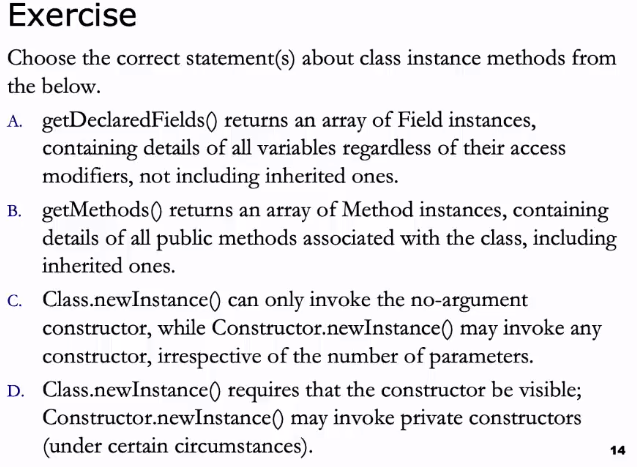 Exercise
Choose the correct statement(s) about class instance methods from
the below.
A. getDeclaredFields() returns an array of Field instances,
containing details of all variables regardless of their access
modifiers, not including inherited ones.
B. getMethods() returns an array of Method instances, containing
details of all public methods associated with the class, including
inherited ones.
C. Class.newInstance() can only invoke the no-argument
constructor, while Constructor.newInstance() may invoke any
constructor, irrespective of the number of parameters.
D. Class.newInstance() requires that the constructor be visible;
Constructor.newInstance() may invoke private constructors
(under certain circumstances).
14